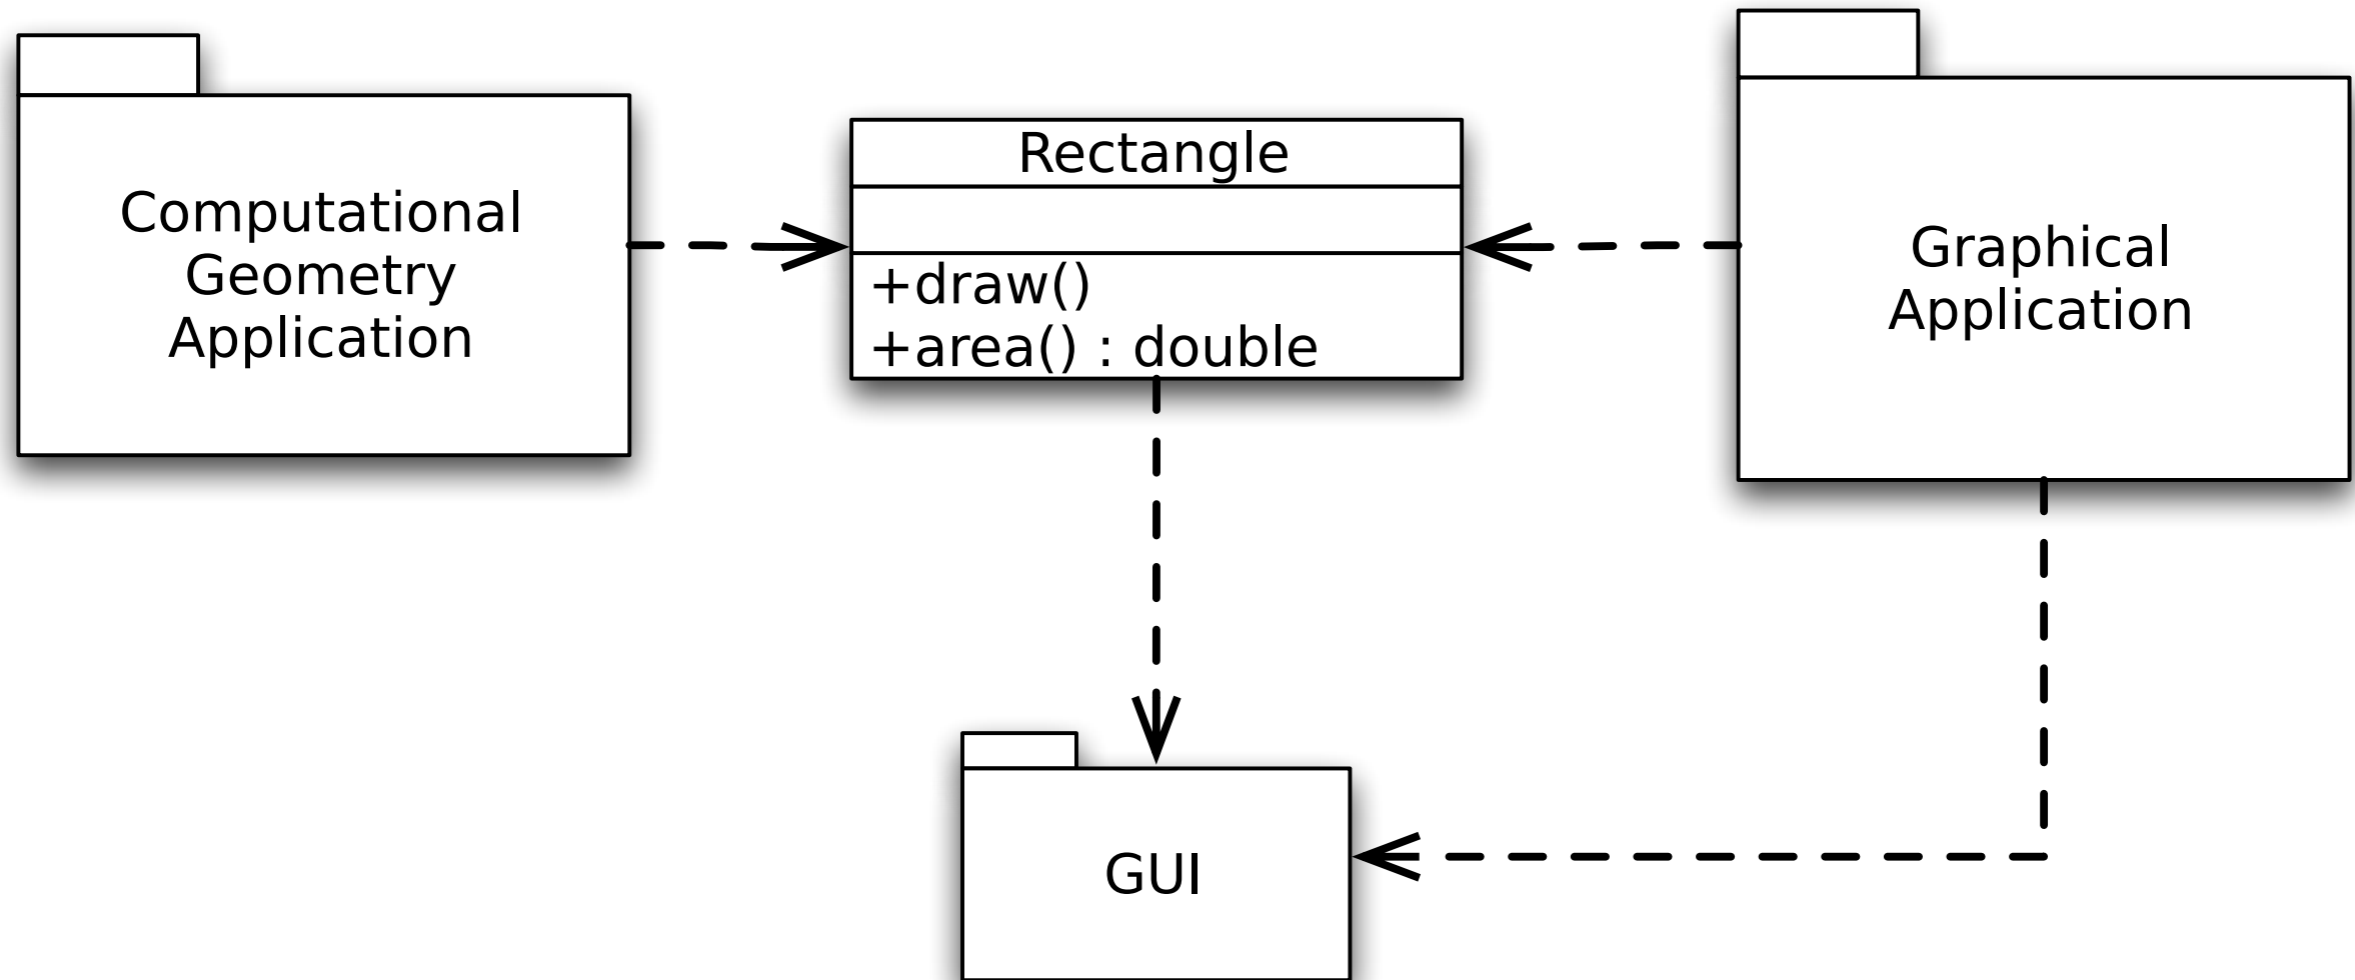 Computational
Geometry
Application
Rectangle
+draw()
+area() : double
Graphical
Application
GUI